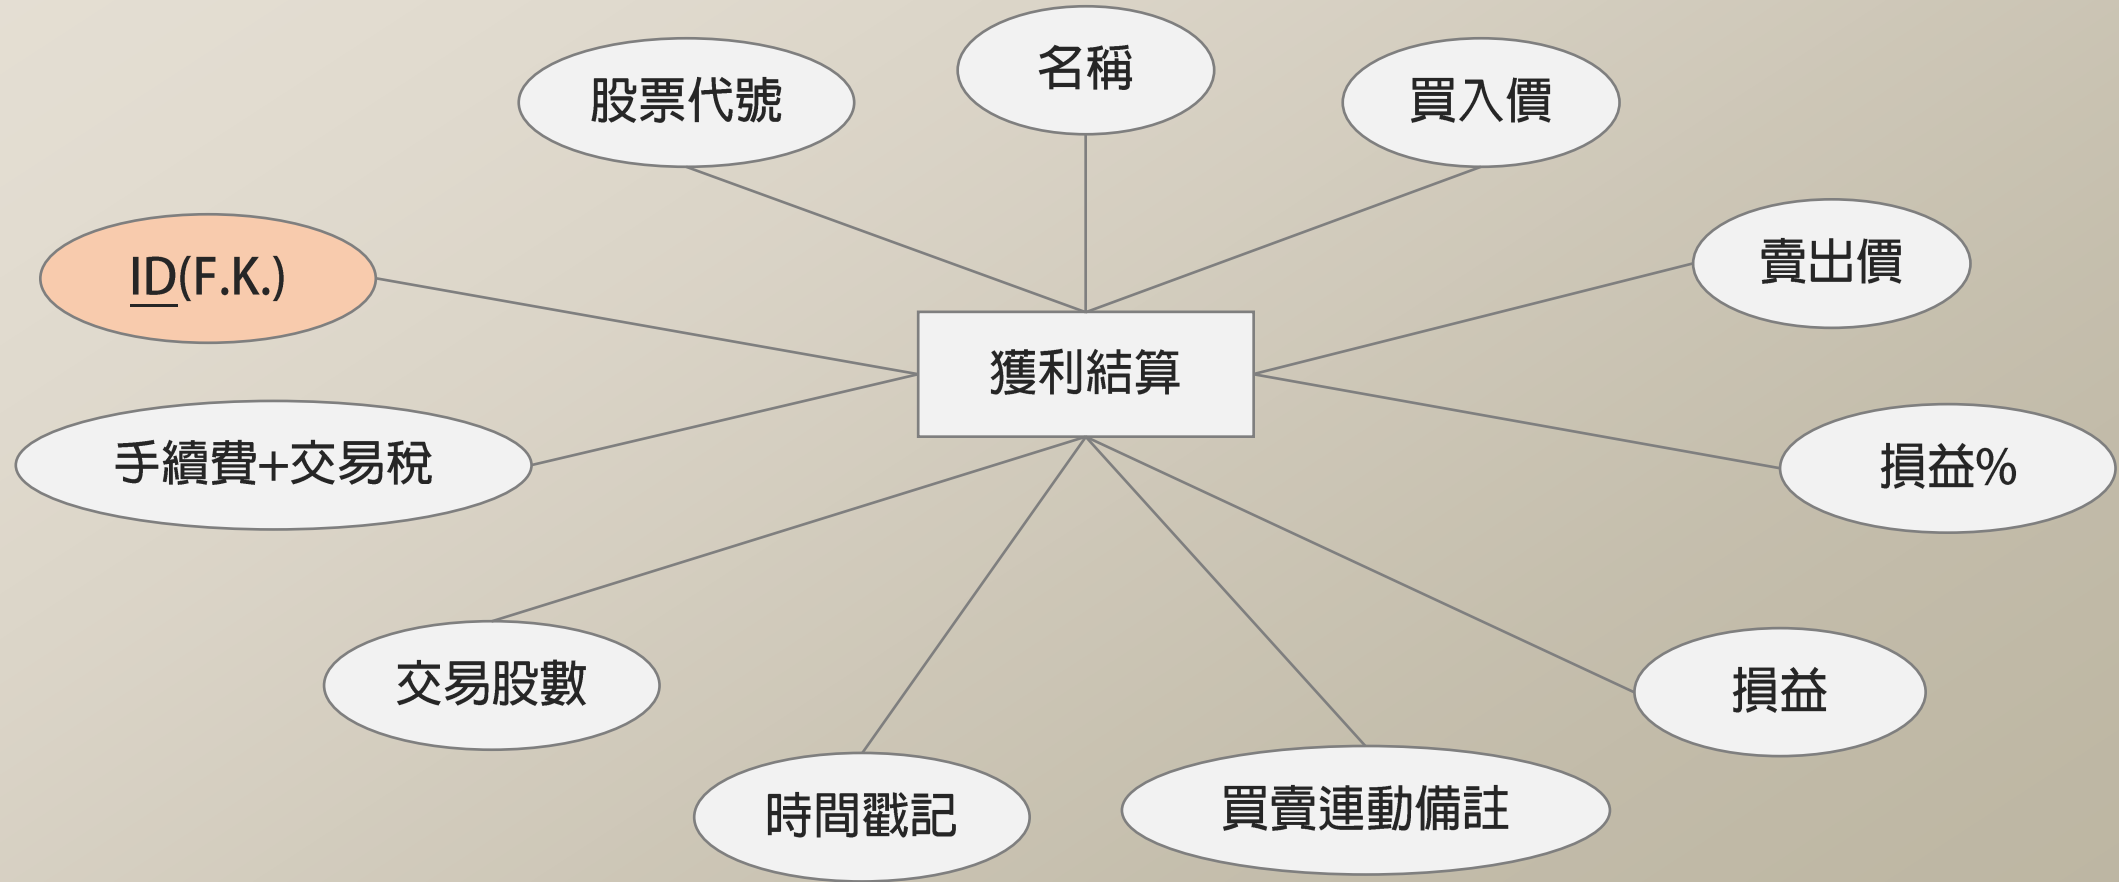 名稱
股票代號
買入價
賣出價
ID(F.K.)
獲利結算
手續費+交易稅
損益%
交易股數
損益
時間戳記
買賣連動備註